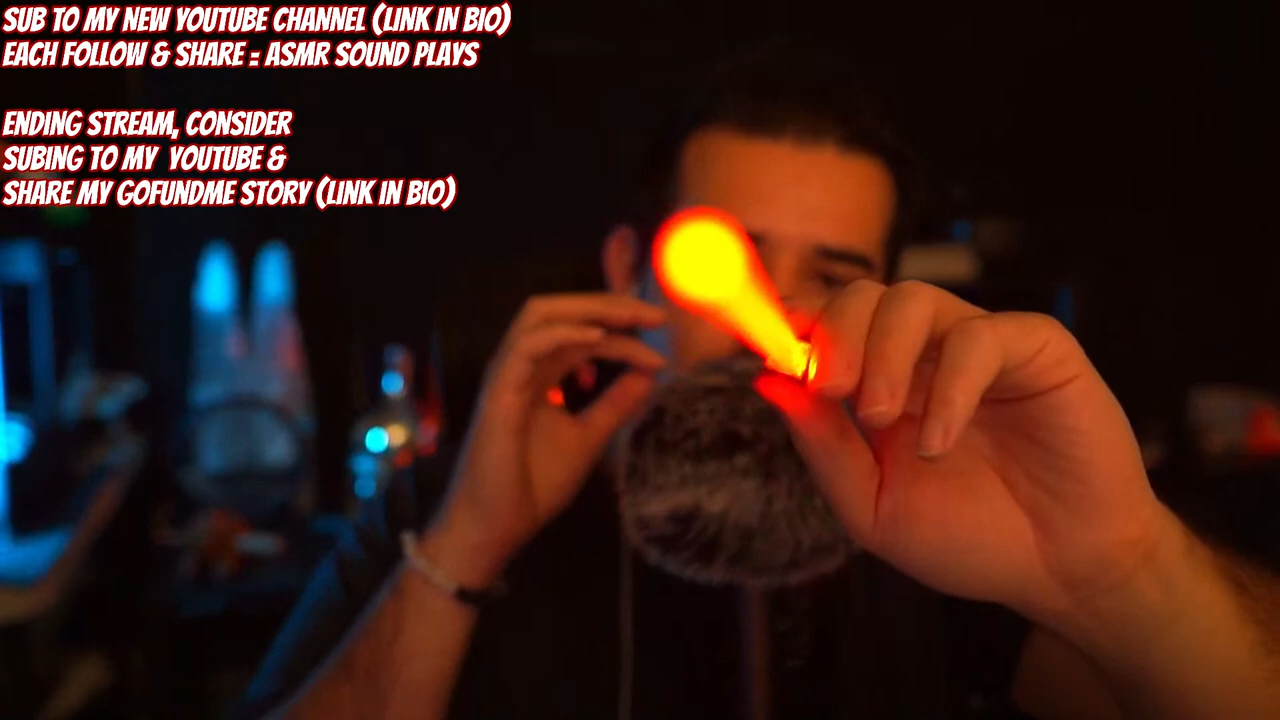 SUB TO MY NEW YOUTUBE CHANNEL (LINK IN BIO)
EACH FOLLOW & SHARE = ASMR SOUND PLAYS
ENDING STREAM, CONSIDER
SUBING TO MY YOUTUBE &
SHARE MY GOFUNDME STORY (LINK IN BIO)